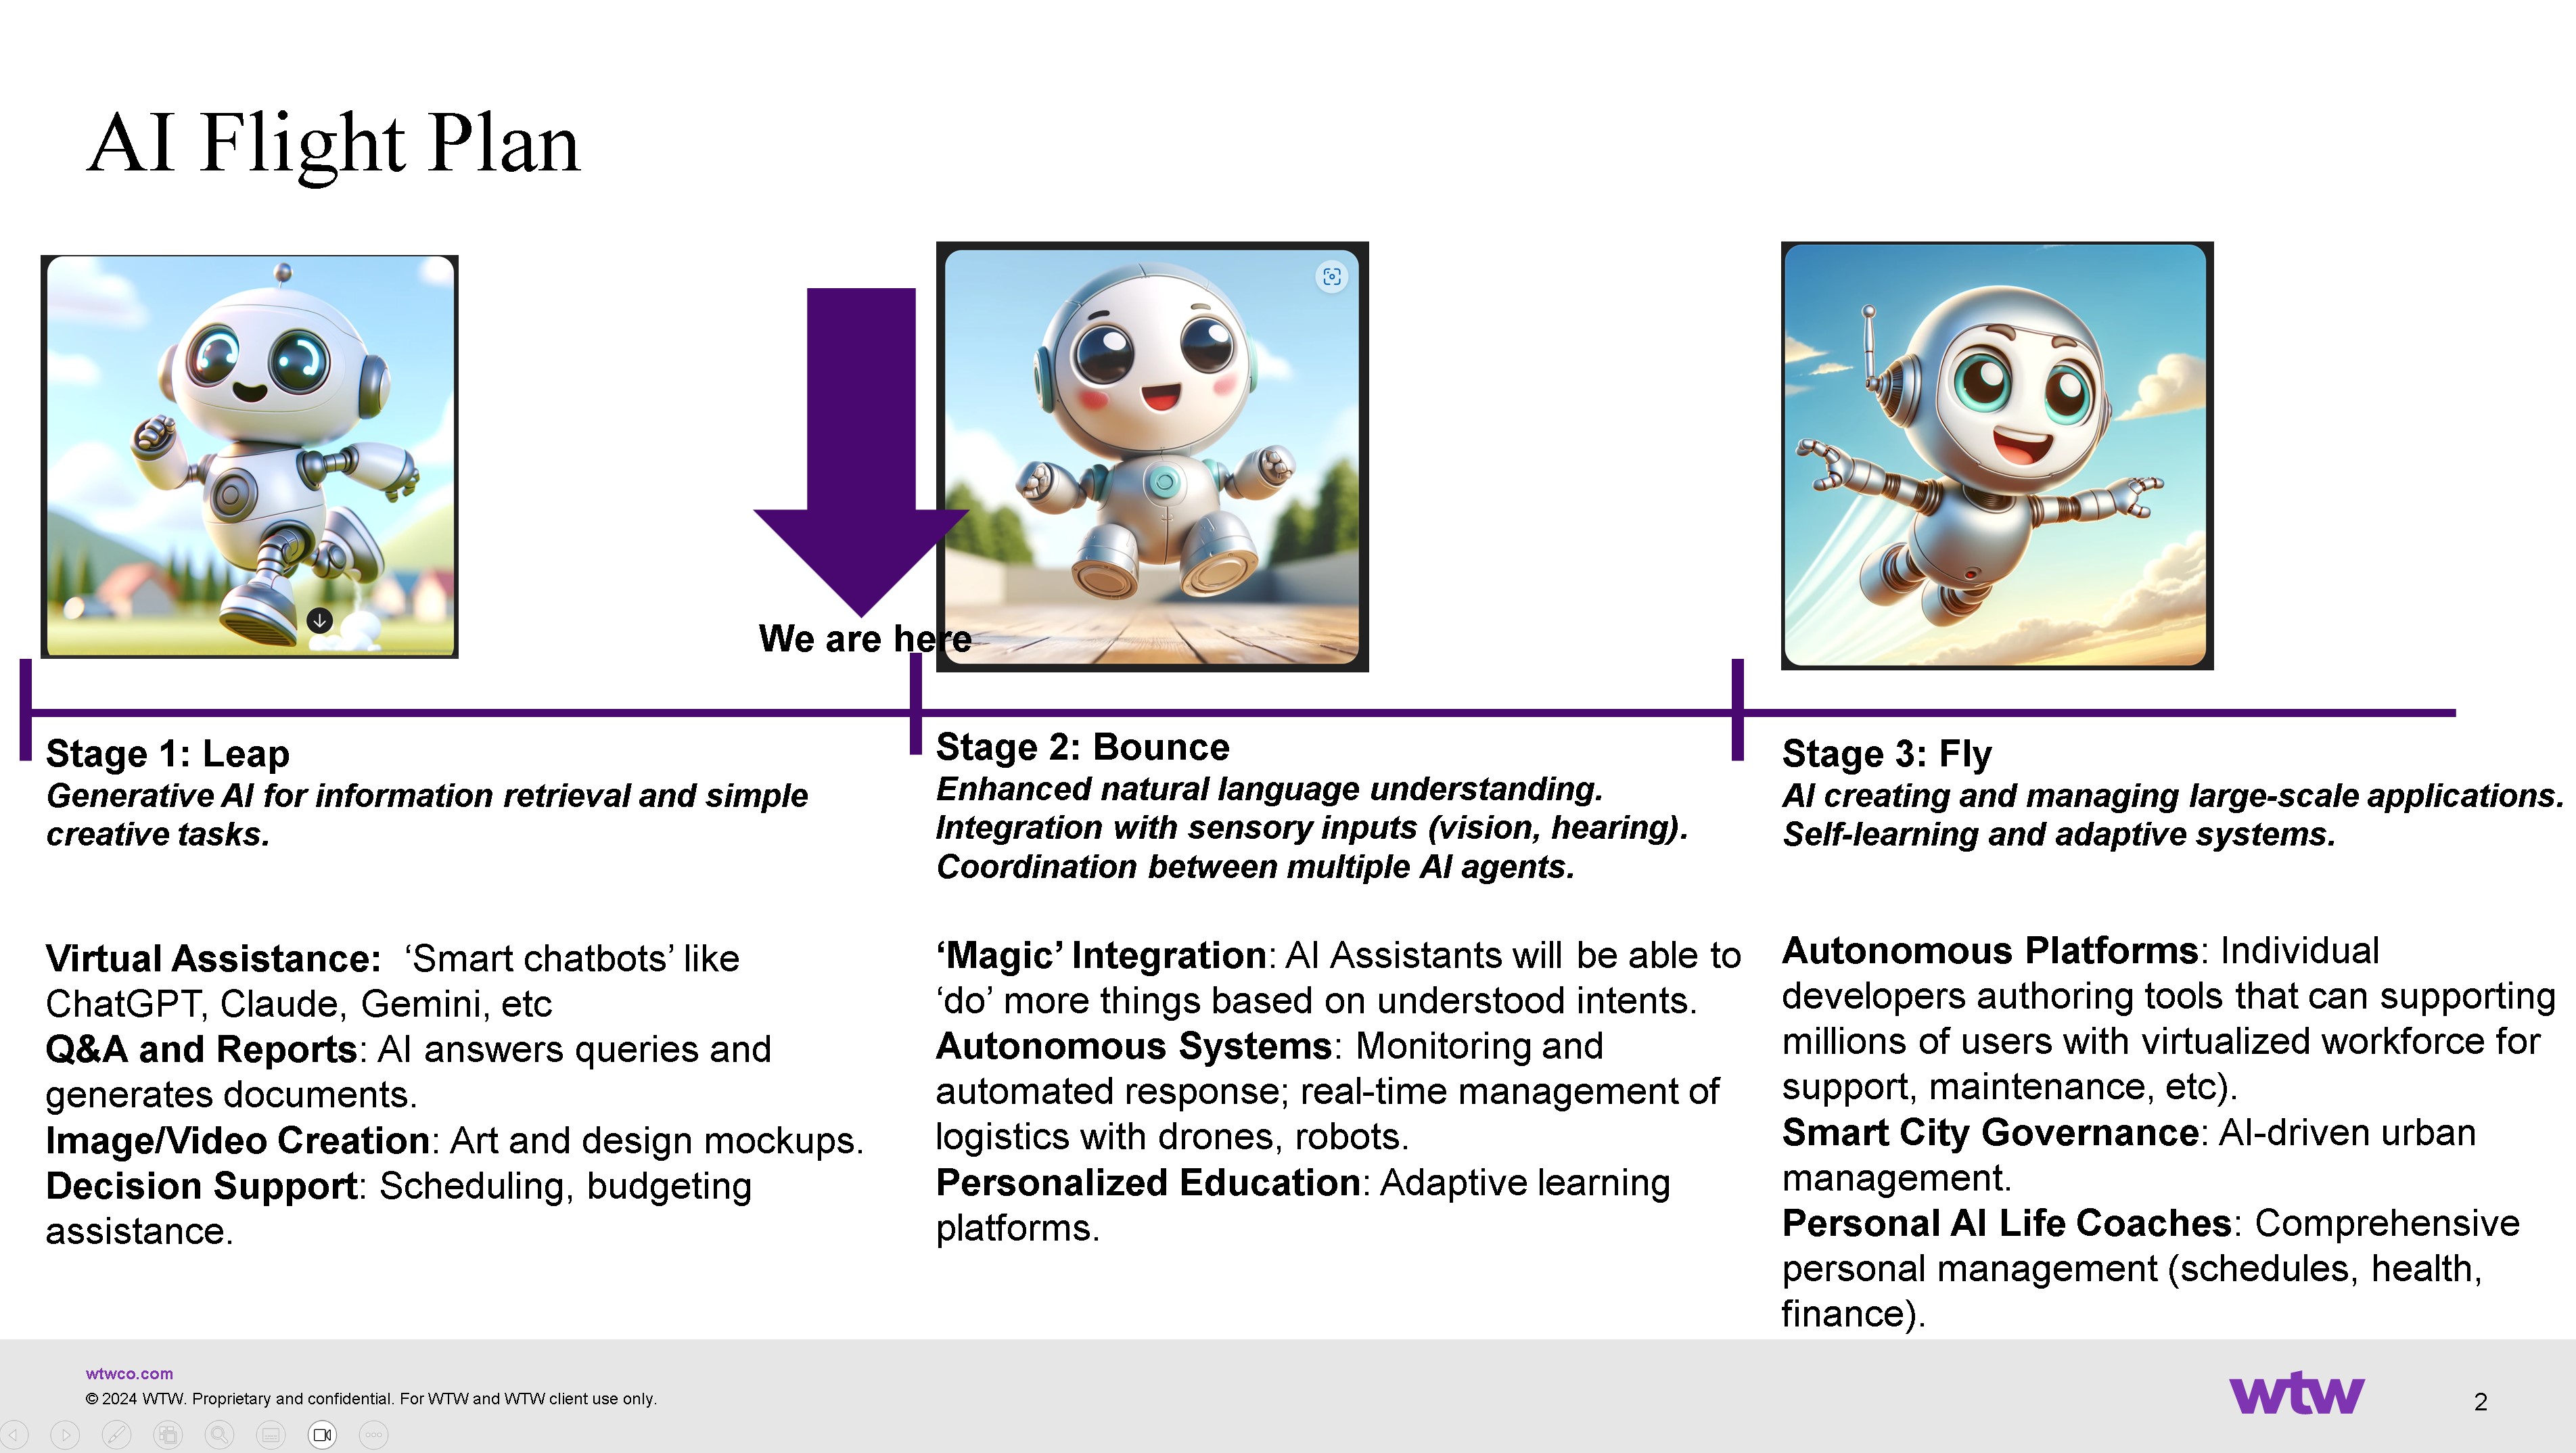 AI Flight Plan
We are here
Stage 1: Leap
Generative AI for information retrieval and simple
creative tasks.
Virtual Assistance:  ‘Smart chatbots’ like
ChatGPT, Claude, Gemini, etc
Q&A and Reports: AI answers queries and
generates documents.
Image/Video Creation: Art and design mockups.
Decision Support: Scheduling, budgeting
assistance.
Stage 2: Bounce
Enhanced natural language understanding.
Integration with sensory inputs (vision, hearing).
Coordination between multiple AI agents.
‘Magic’ Integration: AI Assistants will be able to
‘do’ more things based on understood intents.
Autonomous Systems: Monitoring and
automated response; real-time management of
logistics with drones, robots.
Personalized Education: Adaptive learning
platforms.
Stage 3: Fly
AI creating and managing large-scale applications.
Self-learning and adaptive systems.
Autonomous Platforms: Individual
developers authoring tools that can supporting
millions of users with virtualized workforce for
support, maintenance, etc).
Smart City Governance: AI-driven urban
management.
Personal AI Life Coaches: Comprehensive
personal management (schedules, health,
finance).
wtwco.com
© 2024 WTW. Proprietary and confidential. For WTW and WTW client use only.
wtw
2